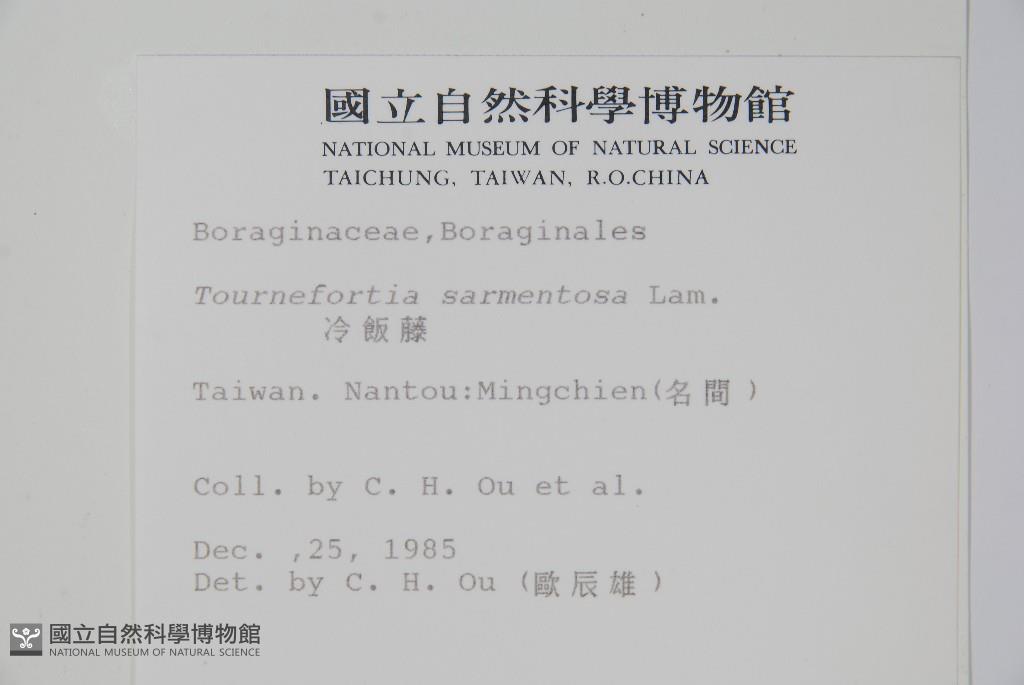 國立自然科學博物館
NATIONAL MUSEUM OF NATURAL SCIENCE
TAICHUNG, TAIWAN, R.O.CHINA
Boraginaceae,Boraginales
Tournefortia sarmentosa Lam.
冷飯藤
Taiwan. Nantou:Mingchien(名間)
Coll. by C. H. Ou et al.
Dec. ,25, 1985
Det. by C. H. Ou (歐辰雄)
國立自然科學博物館
NATIONAL MUSEUM OF NATURAL SCIENCE